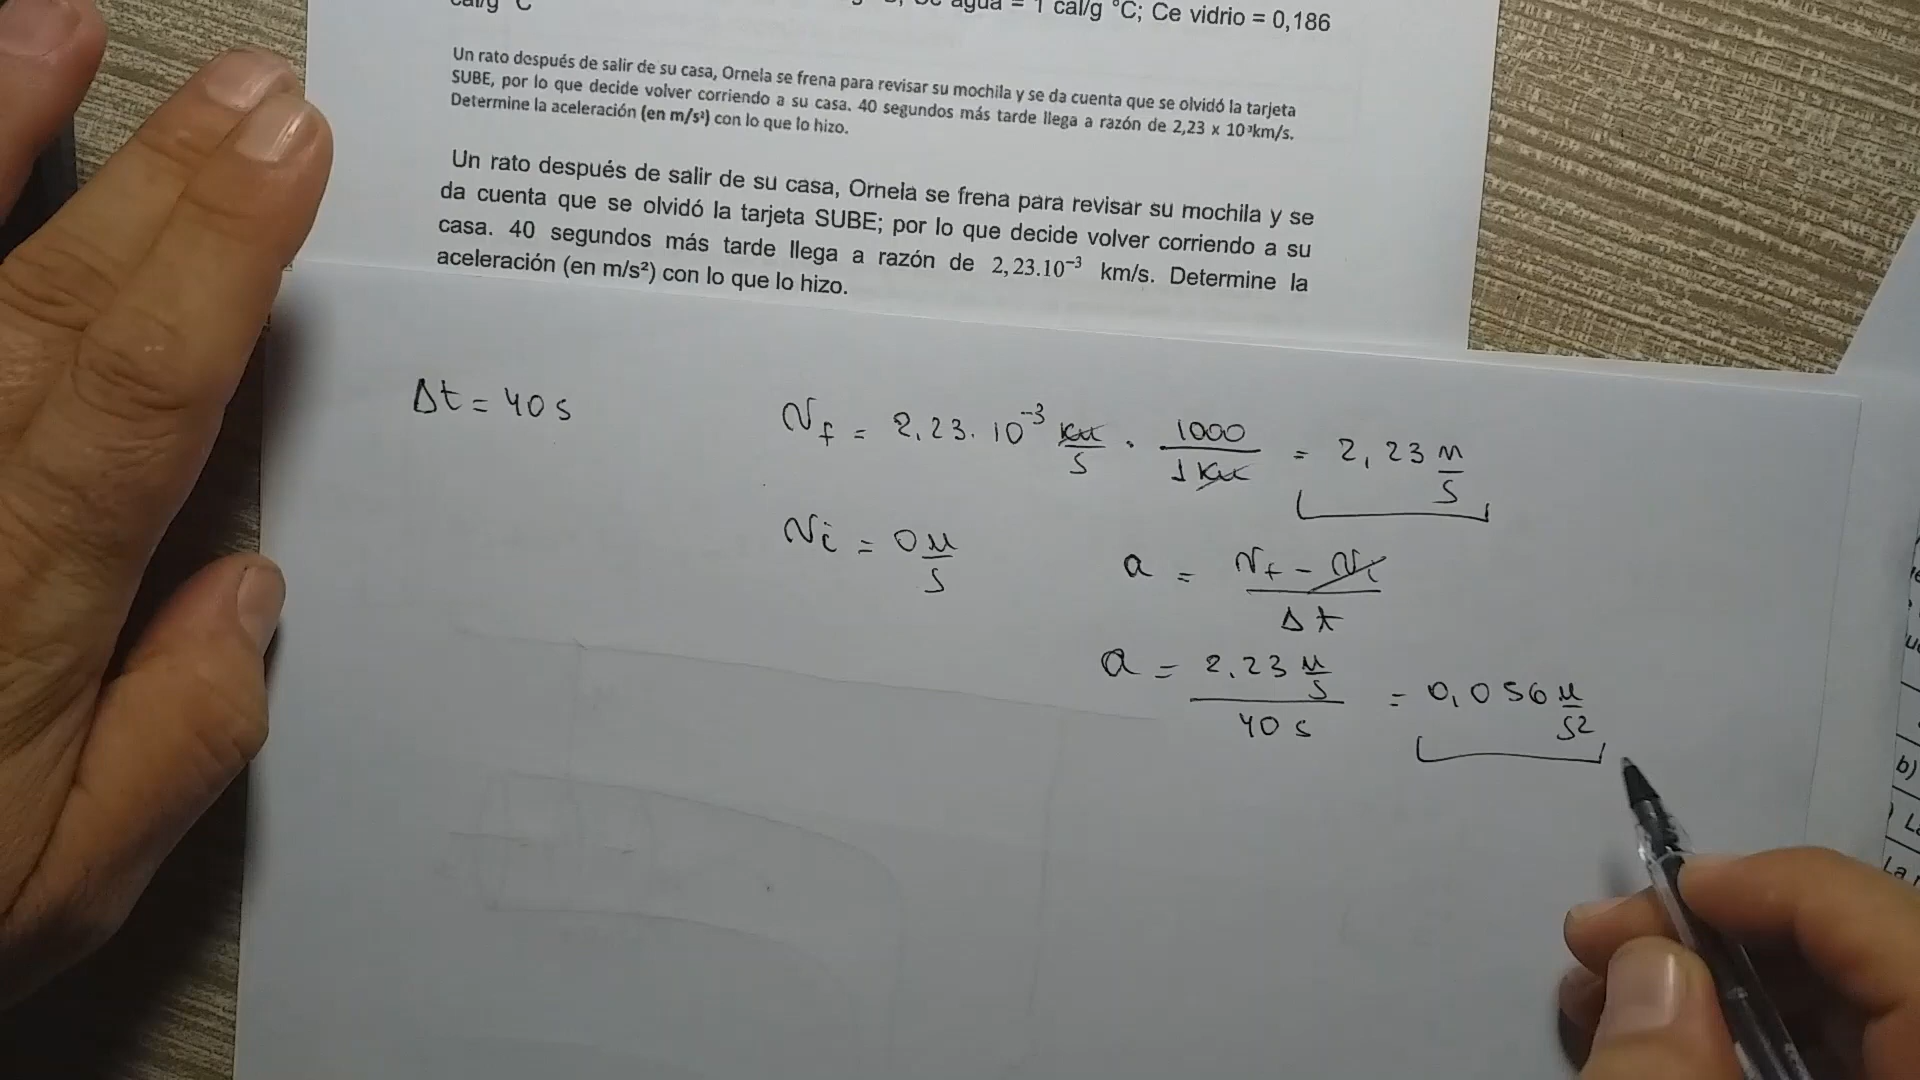 cal/g °C
agua = 1 cal/g °C; Ce vidrio = 0,186
Un rato después de salir de su casa, Ornela se frena para revisar su mochila y se da cuenta que se olvidó la tarjeta
SUBE, por lo que decide volver corriendo a su casa. 40 segundos más tarde llega a razón de 2,23 x 10⁻³km/s.
Determine la aceleración (en m/s²) con lo que lo hizo.
Un rato después de salir de su casa, Ornela se frena para revisar su mochila y se
da cuenta que se olvidó la tarjeta SUBE; por lo que decide volver corriendo a su
casa. 40 segundos más tarde llega a razón de 2,23.10⁻³ km/s. Determine la
aceleración (en m/s²) con lo que lo hizo.
Δt = 40 s
Vf = 2,23 . 10⁻³ km/s . 1000/1 km = 2,23 m/s
Vi = 0 m/s
a = (Vf - Vi)/Δt
a = 2,23 m/s / 40 s = 0,056 m/s²
b)